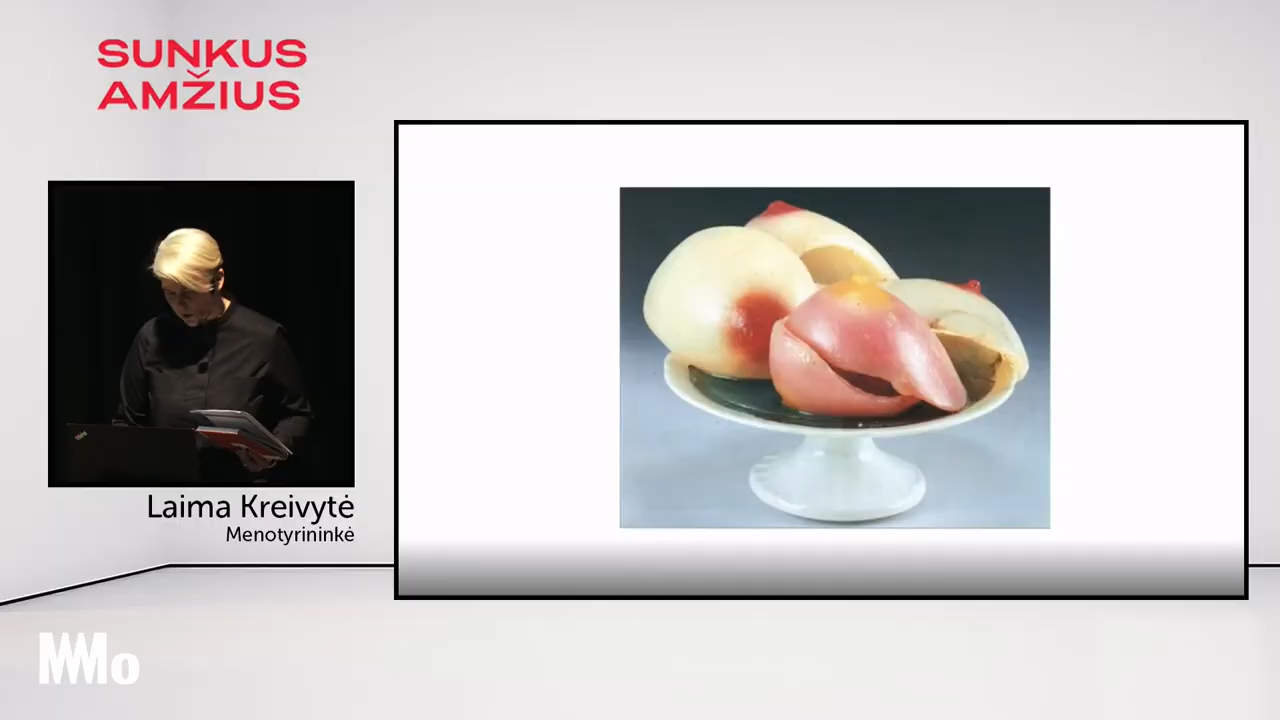 SUNKUS
AMŽIUS
Laima Kreivytė
Menotyrininkė
MMo